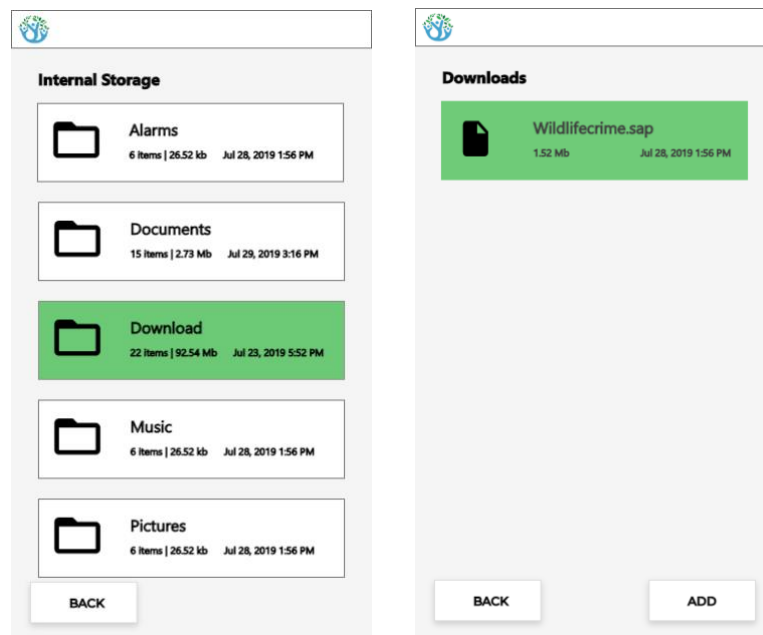 Internal Storage
Alarms
6 items | 26.52 kb Jul 28, 2019 1:56 PM
Documents
15 items | 2.73 Mb Jul 29, 2019 3:16 PM
Download
22 items | 92.54 Mb Jul 23, 2019 5:52 PM
Music
6 items | 26.52 kb Jul 28, 2019 1:56 PM
Pictures
6 items | 26.52 kb Jul 28, 2019 1:56 PM
BACK
Downloads
Wildlifecrime.sap
1.52 Mb Jul 28, 2019 1:56 PM
BACK ADD